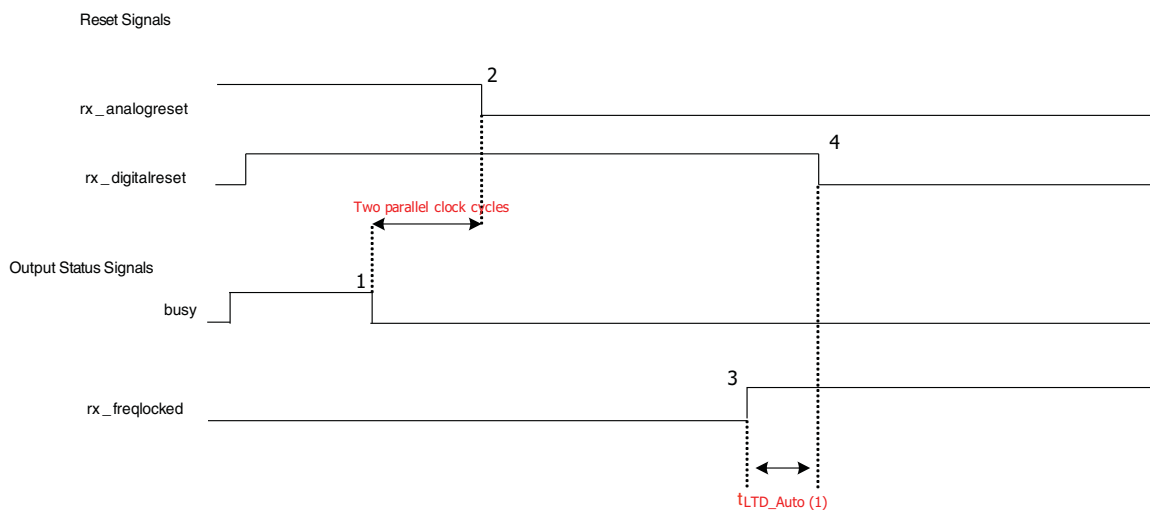 Reset Signals
2
rx_analogreset
4
rx_digitalreset
Two parallel clock cycles
Output Status Signals
1
busy
3
rx_freqlocked
tLTD_Auto (1)